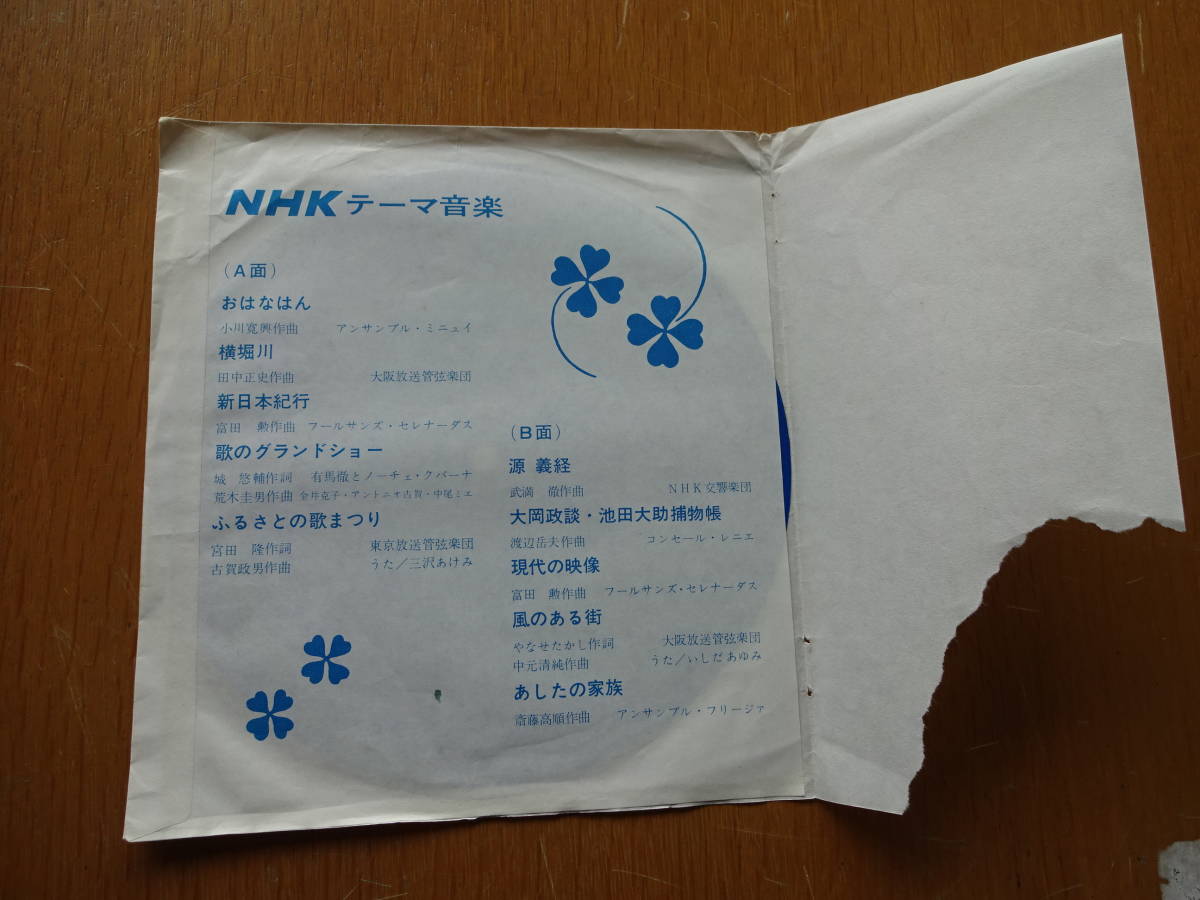 NHKテーマ音楽
(A面)
おはなはん
小川寛興作曲 アンサンブル・ミニュイ
横堀川
田中正史作曲 大阪放送管弦楽団
新日本紀行
富田 勲作曲 フールサンズ・セレナーダス
歌のグランドショー
城 悠輔作詞 有馬徹とノーチェ・クバーナ
荒木圭男作曲 金井克子・アントニオ古賀・中尾ミエ
ふるさとの歌まつり
宮田 隆作詞 東京放送管弦楽団
古賀政男作曲 うた/三沢あけみ
(B面)
源 義経
武満 徹作曲 NHK交響楽団
大岡政談・池田大助捕物帳
渡辺岳夫作曲 コンセール・レニエ
現代の映像
富田 勲作曲 フールサンズ・セレナーダス
風のある街
やなせたかし作詞 大阪放送管弦楽団
中元清純作曲 うた/いしだあゆみ
あしたの家族
斎藤高順作曲 アンサンブル・フリージァ